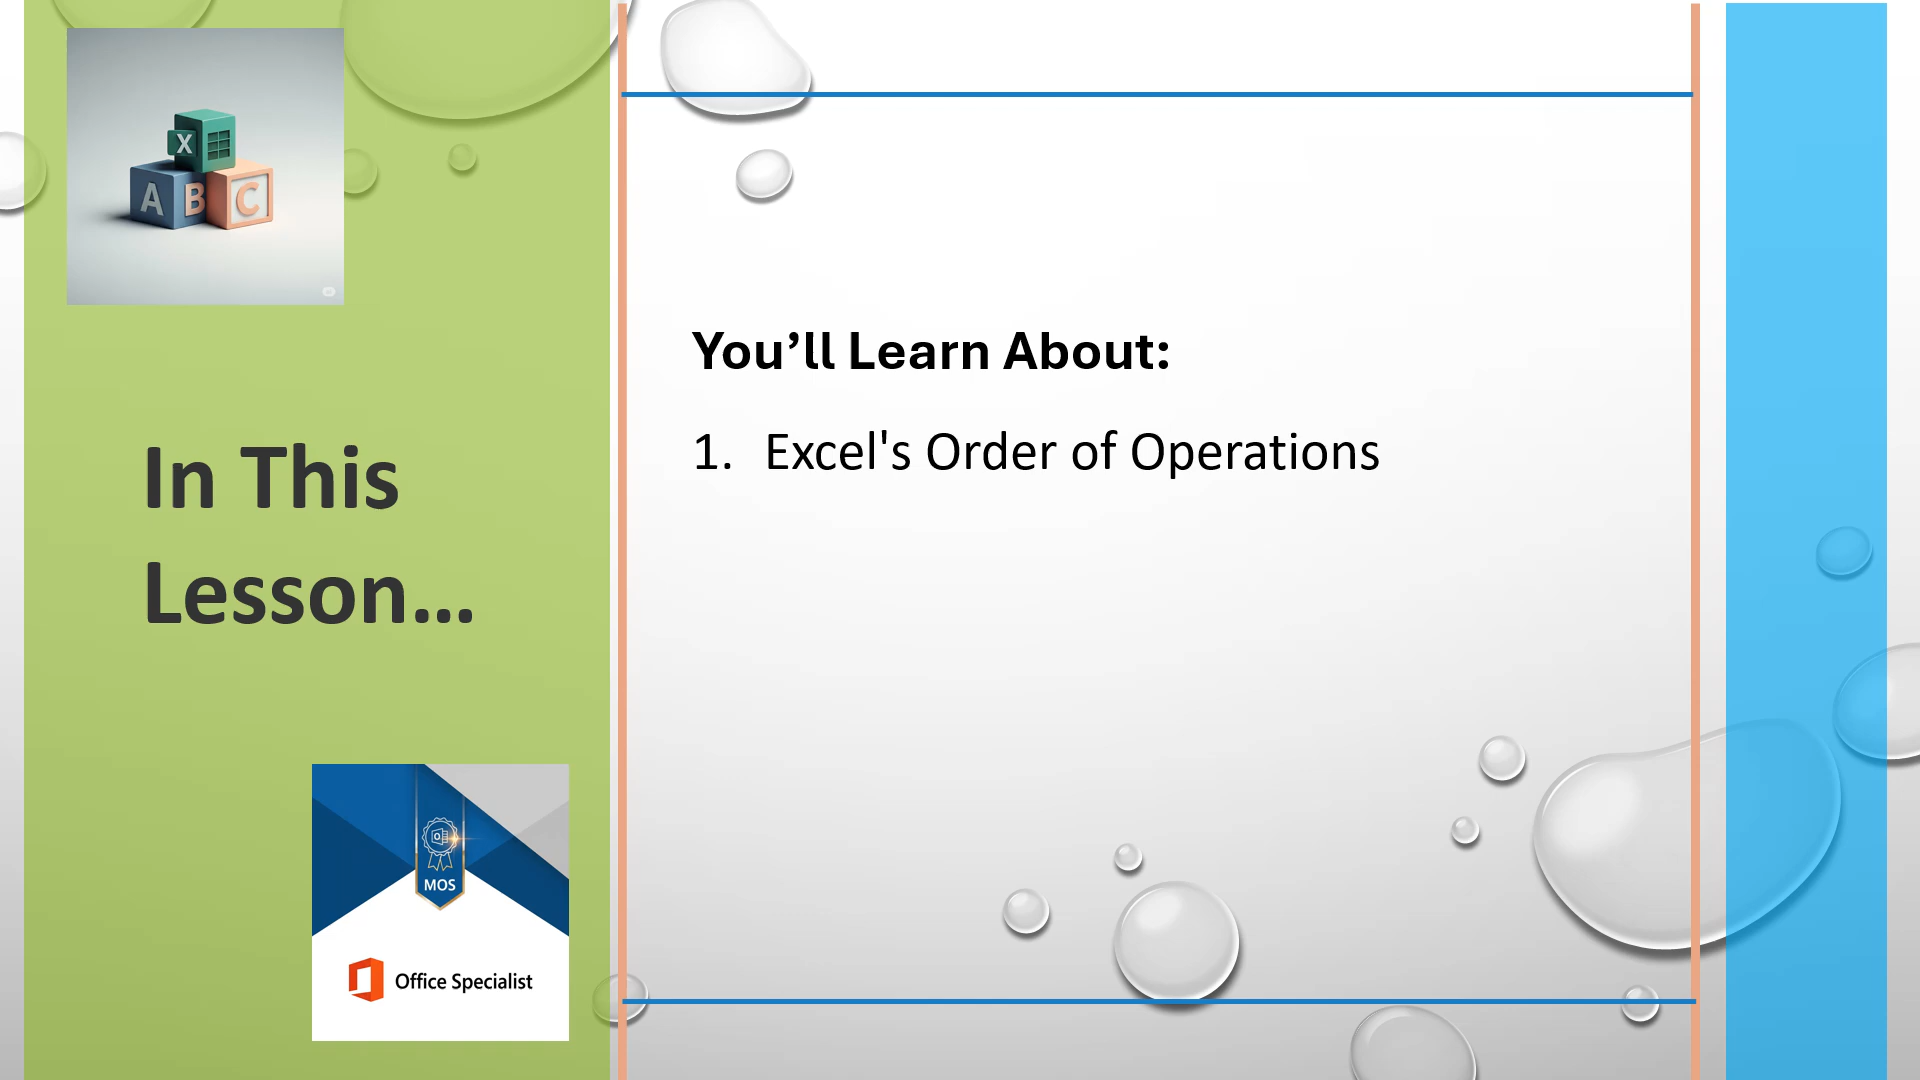 X
A B C
In This
Lesson...
MOS
Office Specialist
You’ll Learn About:
1. Excel's Order of Operations